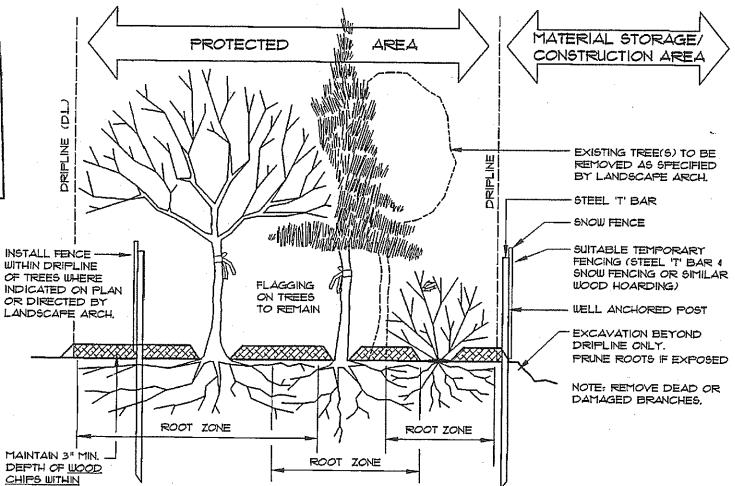 PROTECTED AREA
MATERIAL STORAGE/
CONSTRUCTION AREA
DRIPLINE (D.L.)
DRIPLINE
EXISTING TREE(S) TO BE
REMOVED AS SPECIFIED
BY LANDSCAPE ARCH.
STEEL 'T' BAR
SNOW FENCE
SUITABLE TEMPORARY
FENCING (STEEL 'T' BAR &
SNOW FENCING OR SIMILAR
WOOD HOARDING)
WELL ANCHORED POST
EXCAVATION BEYOND
DRIPLINE ONLY.
PRUNE ROOTS IF EXPOSED
NOTE: REMOVE DEAD OR
DAMAGED BRANCHES.
INSTALL FENCE
WITHIN DRIPLINE
OF TREES WHERE
INDICATED ON PLAN
OR DIRECTED BY
LANDSCAPE ARCH.
FLAGGING
ON TREES
TO REMAIN
ROOT ZONE
ROOT ZONE
ROOT ZONE
MAINTAIN 3" MIN.
DEPTH OF WOOD
CHIPS WITHIN